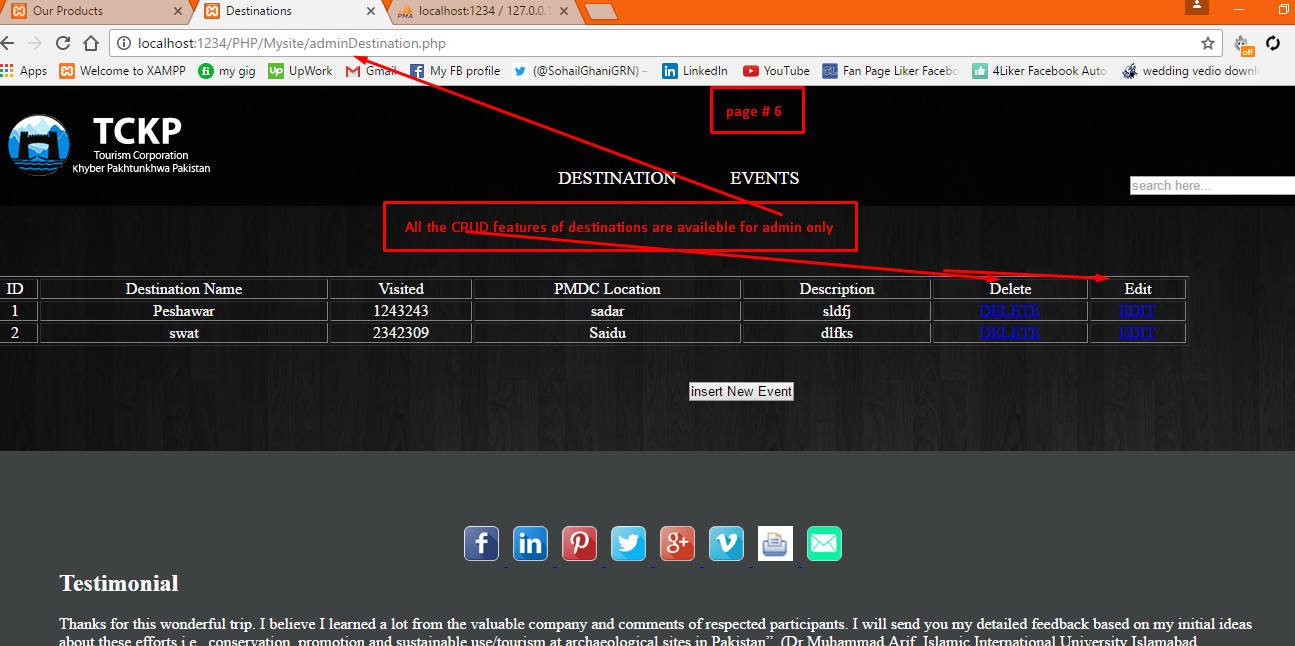 Our Products
Destinations
localhost:1234 / 127.0.0.1
localhost:1234/PHP/Mysite/adminDestination.php
Apps Welcome to XAMPP my gig UpWork Gmail My FB profile (@SohailGhaniGRN) – LinkedIn YouTube Fan Page Liker Facebo 4Liker Facebook Auto wedding vedio downl
off
page # 6
TCKP
Tourism Corporation
Khyber Pakhtunkhwa Pakistan
DESTINATION EVENTS
search here...
All the CRUD features of destinations are availeble for admin only
ID Destination Name Visited PMDC Location Description Delete Edit
1 Peshawar 1243243 sadar sldfj DELETE EDIT
2 swat 2342309 Saidu dlfks DELETE EDIT
insert New Event
Testimonial
Thanks for this wonderful trip. I believe I learned a lot from the valuable company and comments of respected participants. I will send you my detailed feedback based on my initial ideas
about these efforts i.e., conservation, promotion and sustainable use/tourism at archaeological sites in Pakistan”. (Dr Muhammad Arif, Islamic International University Islamabad